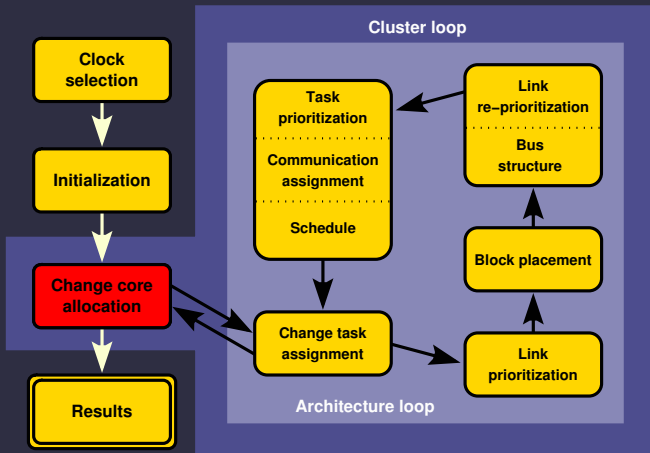 Cluster loop
Clock
selection
Initialization
Change core
allocation
Results
Task
prioritization
Communication
assignment
Schedule
Change task
assignment
Link
re-prioritization
Bus
structure
Block placement
Link
prioritization
Architecture loop